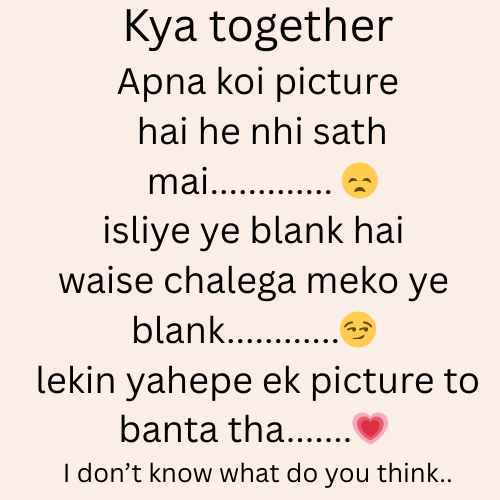 Kya together
Apna koi picture
hai he nhi sath
mai............. 😞
isliye ye blank hai
waise chalega meko ye
blank............😏
lekin yahepe ek picture to
banta tha.......💗
I don’t know what do you think..